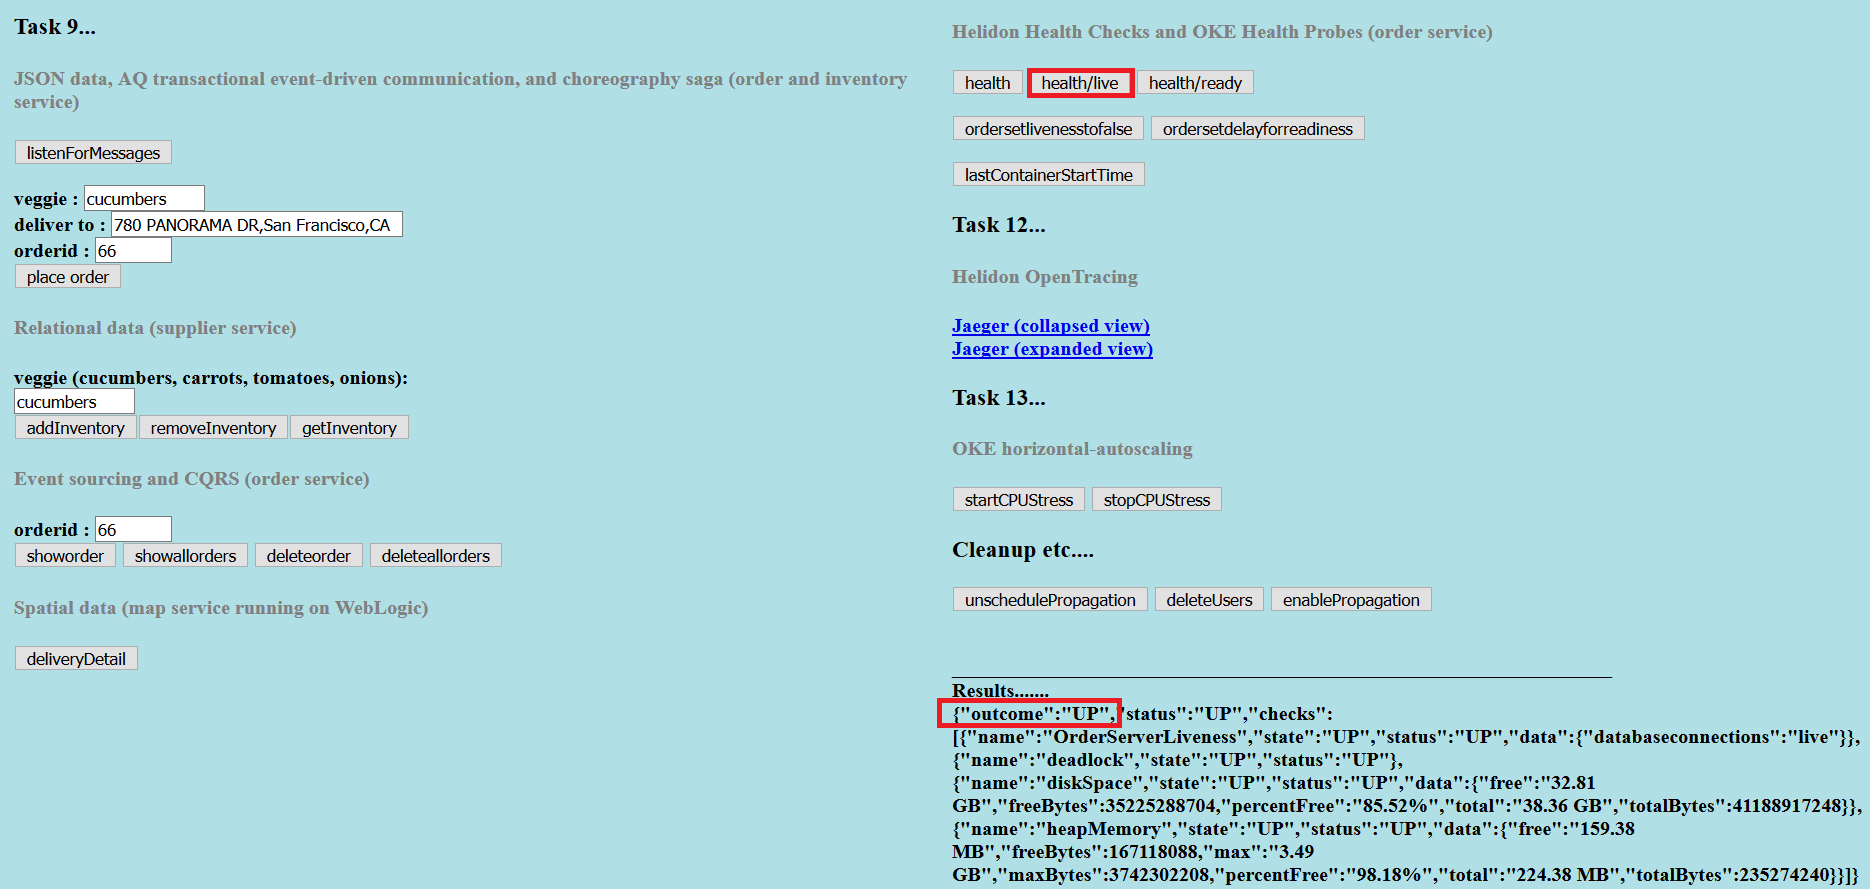 Task 9...
JSON data, AQ transactional event-driven communication, and choreography saga (order and inventory
service)
listenForMessages
veggie : cucumbers
deliver to : 780 PANORAMA DR,San Francisco,CA
orderid : 66
place order
Relational data (supplier service)
veggie (cucumbers, carrots, tomatoes, onions):
cucumbers
addInventory removeInventory getInventory
Event sourcing and CQRS (order service)
orderid : 66
showorder showallorders deleteorder deleteallorders
Spatial data (map service running on WebLogic)
deliveryDetail
Helidon Health Checks and OKE Health Probes (order service)
health health/live health/ready
ordersetlivenesstofalse ordersetdelayforreadiness
lastContainerStartTime
Task 12...
Helidon OpenTracing
Jaeger (collapsed view)
Jaeger (expanded view)
Task 13...
OKE horizontal-autoscaling
startCPUStress stopCPUStress
Cleanup etc....
unschedulePropagation deleteUsers enablePropagation
Results.......
{"outcome":"UP","status":"UP","checks":
[{"name":"OrderServerLiveness","state":"UP","status":"UP","data":{"databaseconnections":"live"}},
{"name":"deadlock","state":"UP","status":"UP"},
{"name":"diskSpace","state":"UP","status":"UP","data":{"free":"32.81
GB","freeBytes":35225288704,"percentFree":"85.52%","total":"38.36 GB","totalBytes":41188917248}},
{"name":"heapMemory","state":"UP","status":"UP","data":{"free":"159.38
MB","freeBytes":167118088,"max":"3.49
GB","maxBytes":3742302208,"percentFree":"98.18%","total":"224.38 MB","totalBytes":235274240}}]}